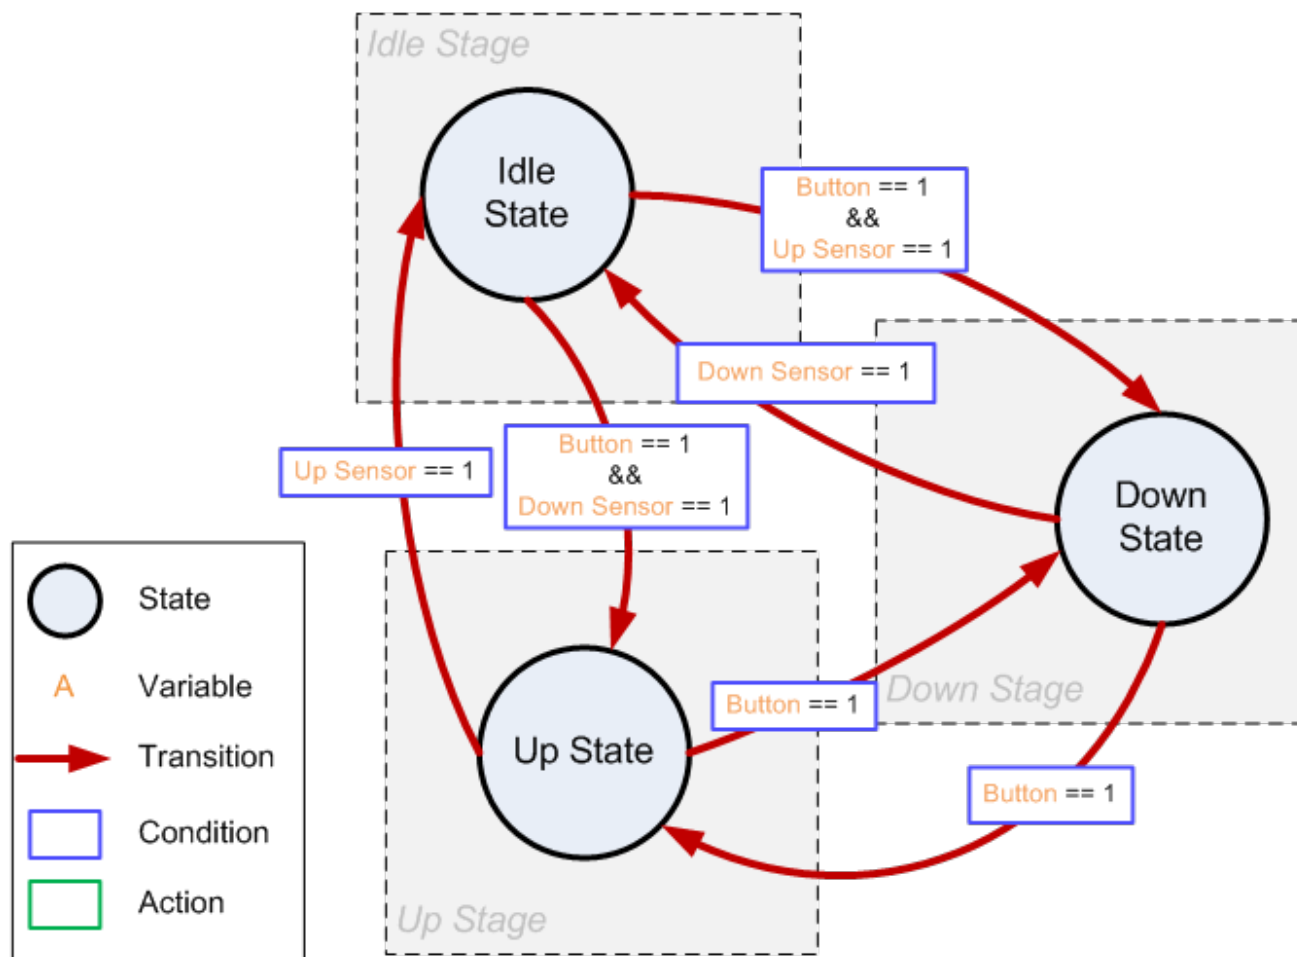 Idle Stage
Idle
State
Button == 1
&&
Up Sensor == 1
Down Sensor == 1
Button == 1
&&
Down Sensor == 1
Up Sensor == 1
Down
State
Down Stage
Up State
Button == 1
Button == 1
Up Stage
State
A Variable
Transition
Condition
Action